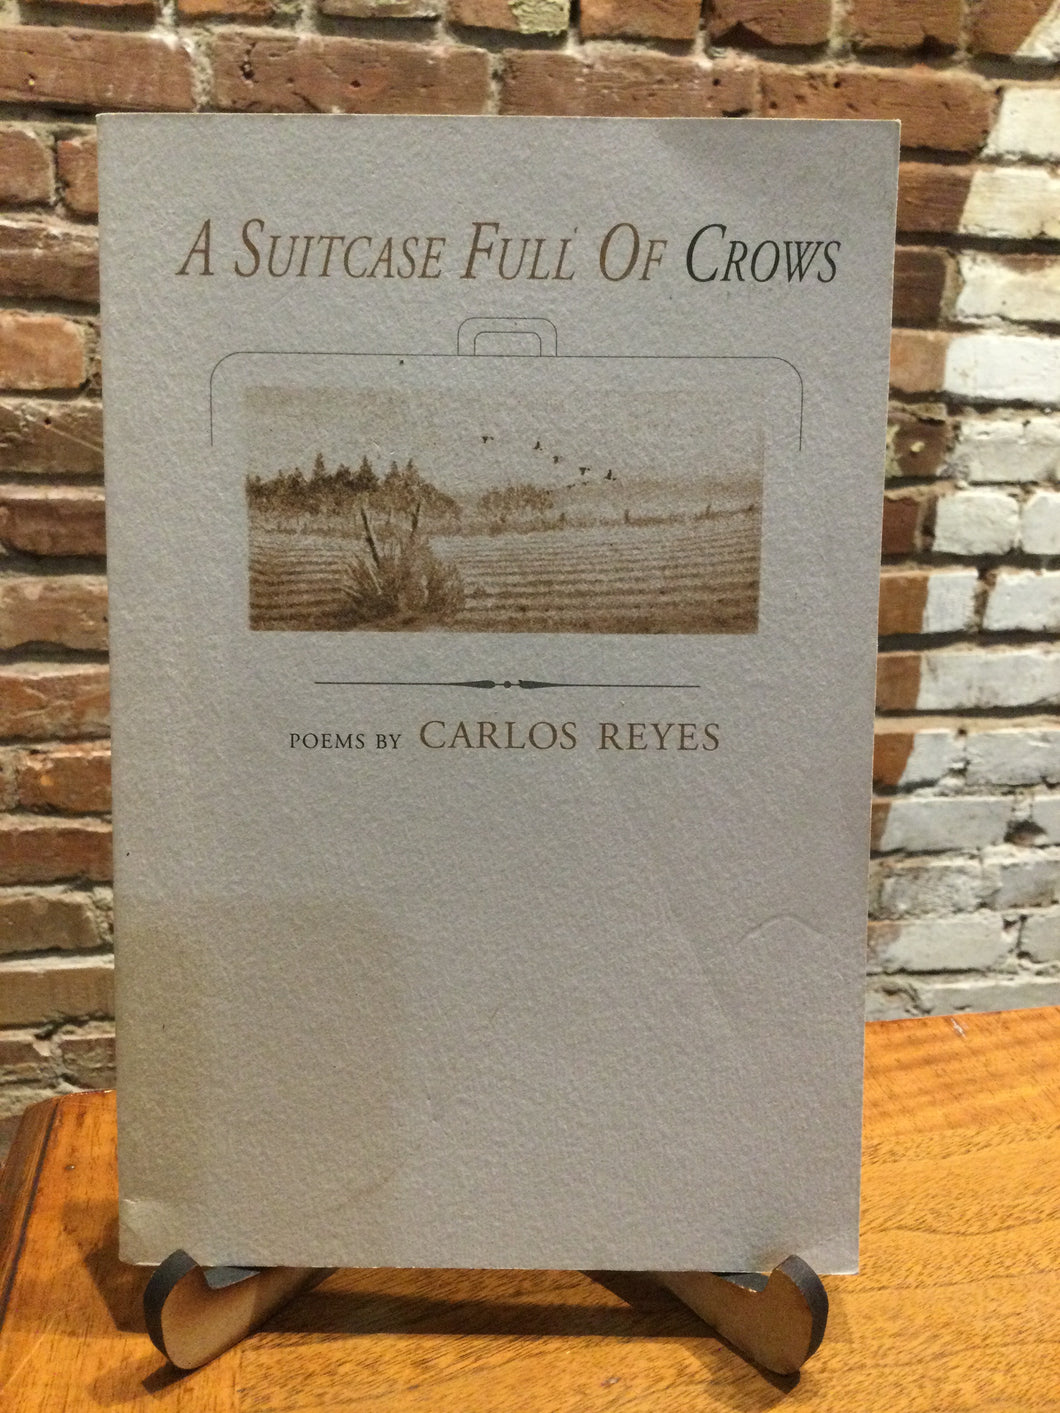 A Suitcase Full Of Crows
POEMS BY CARLOS REYES